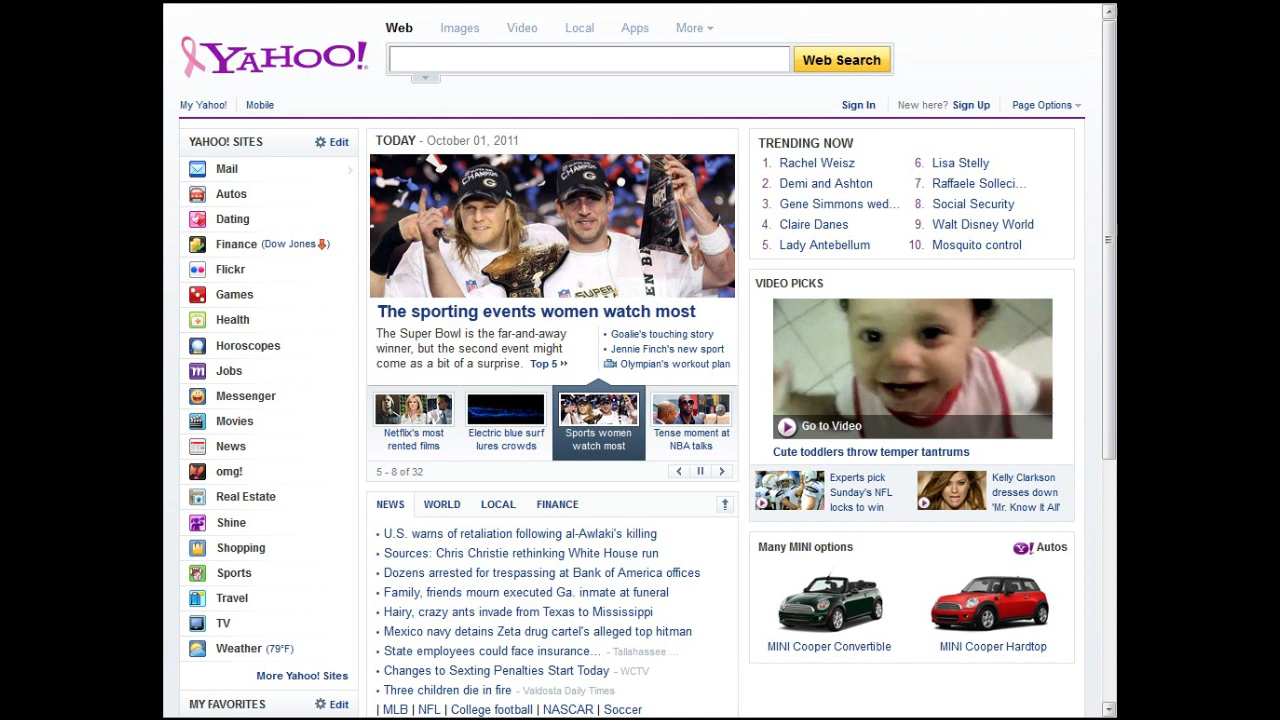 Web Images Video Local Apps More
YAHOO!
Web Search
My Yahoo! Mobile
Sign In New here? Sign Up Page Options
YAHOO! SITES Edit
Mail
Autos
Dating
Finance (Dow Jones)
Flickr
Games
Health
Horoscopes
Jobs
Messenger
Movies
News
omg!
Real Estate
Shine
Shopping
Sports
Travel
TV
Weather (79°F)
More Yahoo! Sites
MY FAVORITES Edit
TODAY - October 01, 2011
CHAMPIONS
CHAMPIONS
The sporting events women watch most
The Super Bowl is the far-and-away
winner, but the second event might
come as a bit of a surprise. Top 5 »
• Goalie's touching story
• Jennie Finch's new sport
Olympian's workout plan
Netflix's most
rented films
Electric blue surf
lures crowds
Sports women
watch most
Tense moment at
NBA talks
5 - 8 of 32
NEWS WORLD LOCAL FINANCE
• U.S. warns of retaliation following al-Awlaki's killing
• Sources: Chris Christie rethinking White House run
• Dozens arrested for trespassing at Bank of America offices
• Family, friends mourn executed Ga. inmate at funeral
• Hairy, crazy ants invade from Texas to Mississippi
• Mexico navy detains Zeta drug cartel's alleged top hitman
• State employees could face insurance... - Tallahassee ...
• Changes to Sexting Penalties Start Today - WCTV
• Three children die in fire - Valdosta Daily Times
| MLB | NFL | College football | NASCAR | Soccer
TRENDING NOW
1. Rachel Weisz
2. Demi and Ashton
3. Gene Simmons wed...
4. Claire Danes
5. Lady Antebellum
6. Lisa Stelly
7. Raffaele Solleci...
8. Social Security
9. Walt Disney World
10. Mosquito control
VIDEO PICKS
Go to Video
Cute toddlers throw temper tantrums
Experts pick
Sunday's NFL
locks to win
Kelly Clarkson
dresses down
'Mr. Know It All'
Many MINI options Y! Autos
MINI Cooper Convertible
MINI Cooper Hardtop